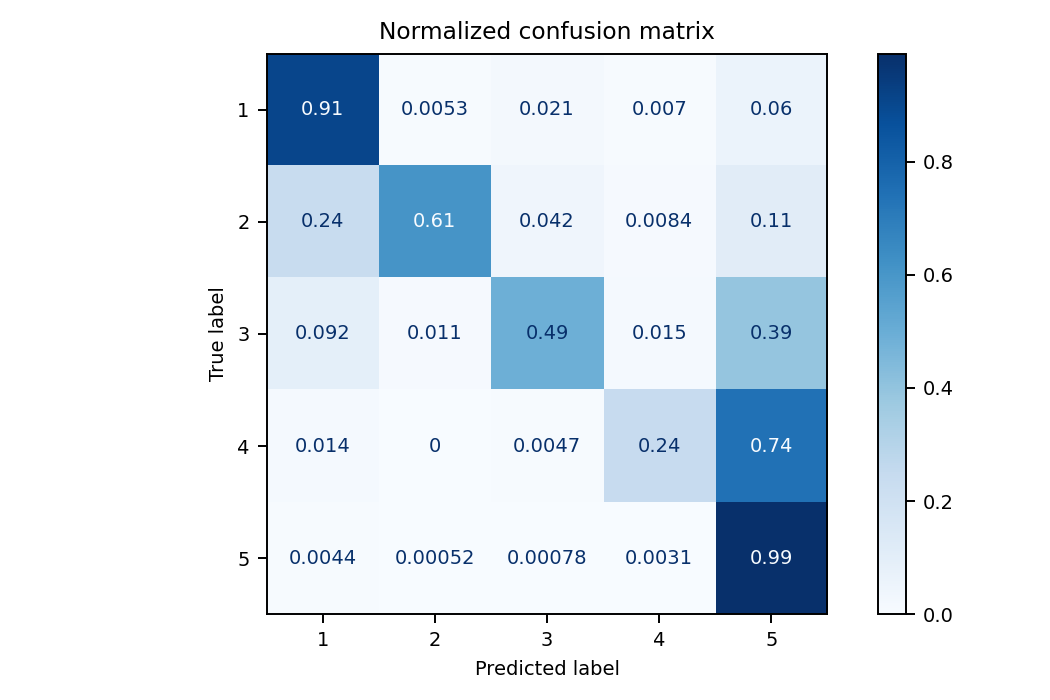 Normalized confusion matrix
1 0.91 0.0053 0.021 0.007 0.06
0.8
2 0.24 0.61 0.042 0.0084 0.11
0.6
True label
3 0.092 0.011 0.49 0.015 0.39
0.4
4 0.014 0 0.0047 0.24 0.74
0.2
5 0.0044 0.00052 0.00078 0.0031 0.99
0.0
1 2 3 4 5
Predicted label